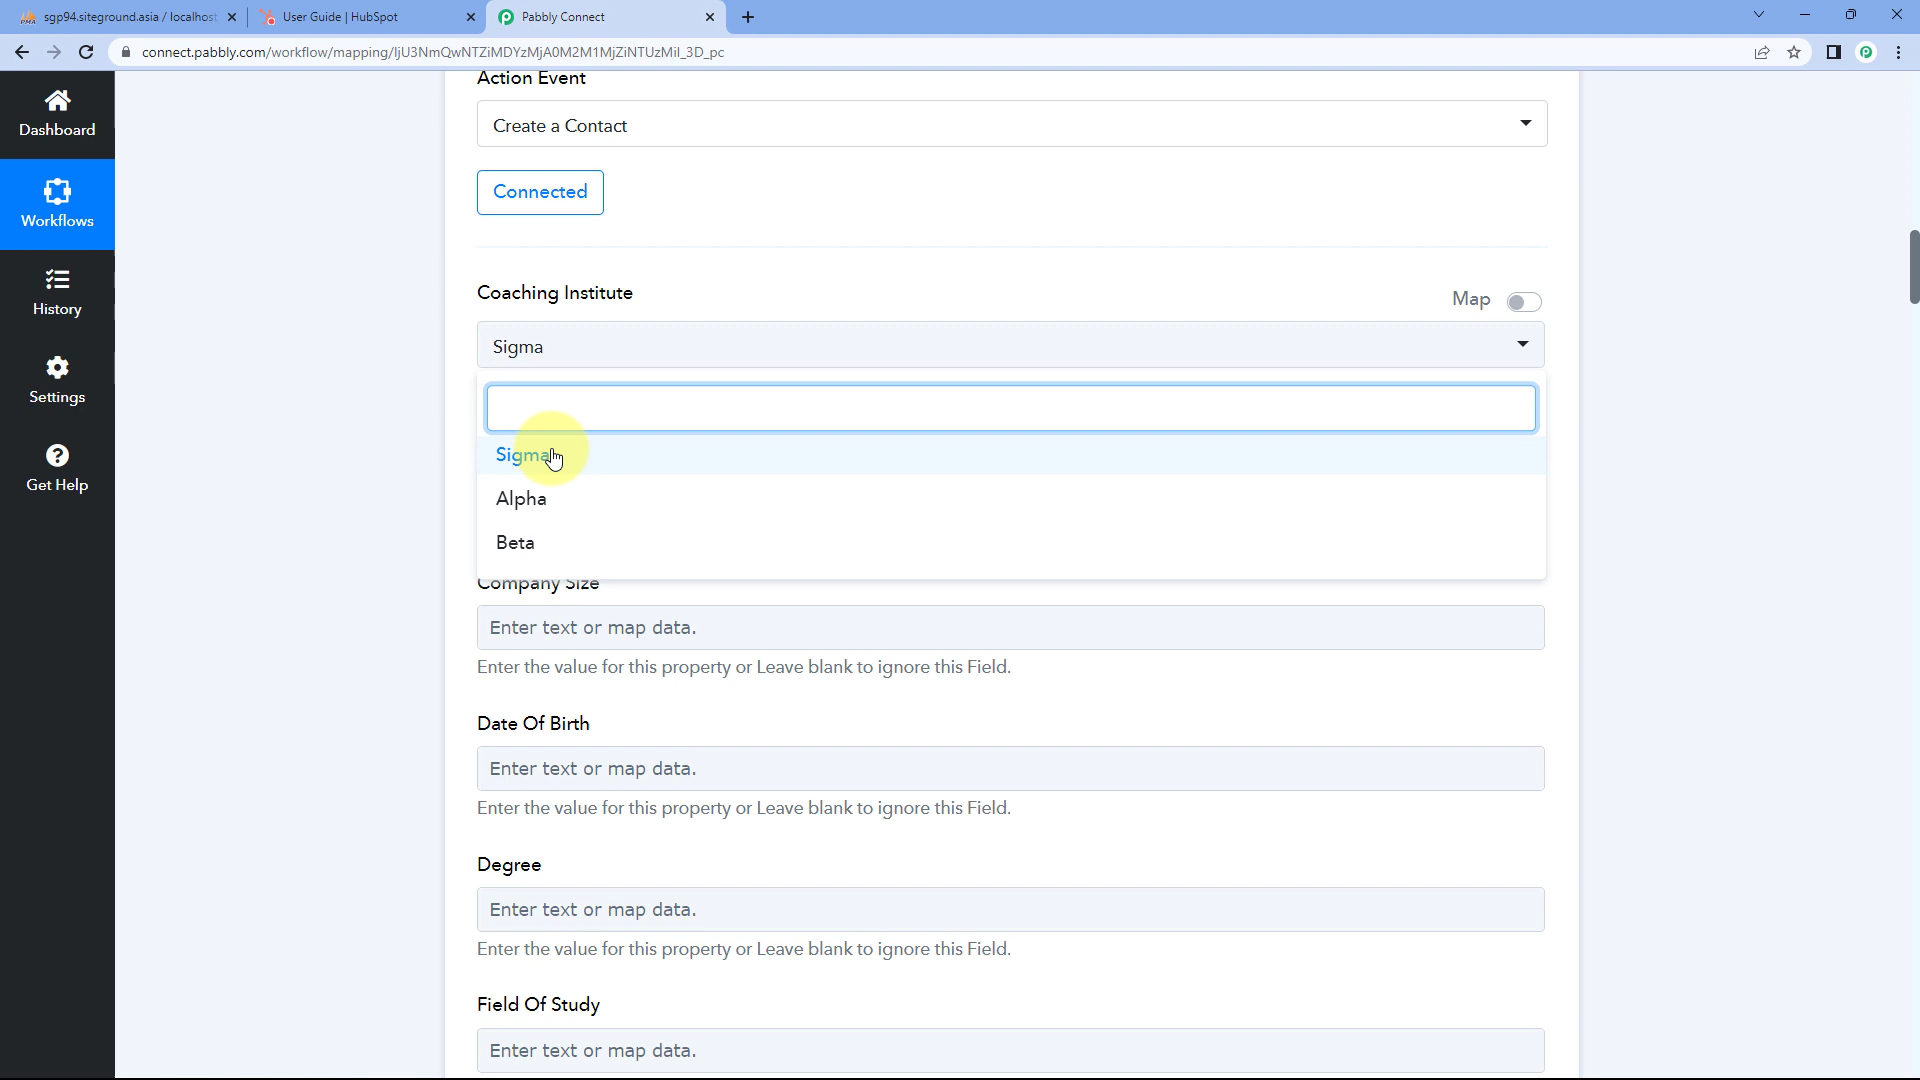 sgp94.siteground.asia / localhost
User Guide | HubSpot
Pabbly Connect
connect.pabbly.com/workflow/mapping/IjU3NmQwNTZiMDYzMjA0M2M1MjZiNTUzMiI_3D_pc
Action Event
Dashboard
Create a Contact
Connected
Workflows
Coaching Institute
Map
History
Sigma
Settings
Sigma
Get Help
Alpha
Beta
Company Size
Enter text or map data.
Enter the value for this property or Leave blank to ignore this Field.
Date Of Birth
Enter text or map data.
Enter the value for this property or Leave blank to ignore this Field.
Degree
Enter text or map data.
Enter the value for this property or Leave blank to ignore this Field.
Field Of Study
Enter text or map data.